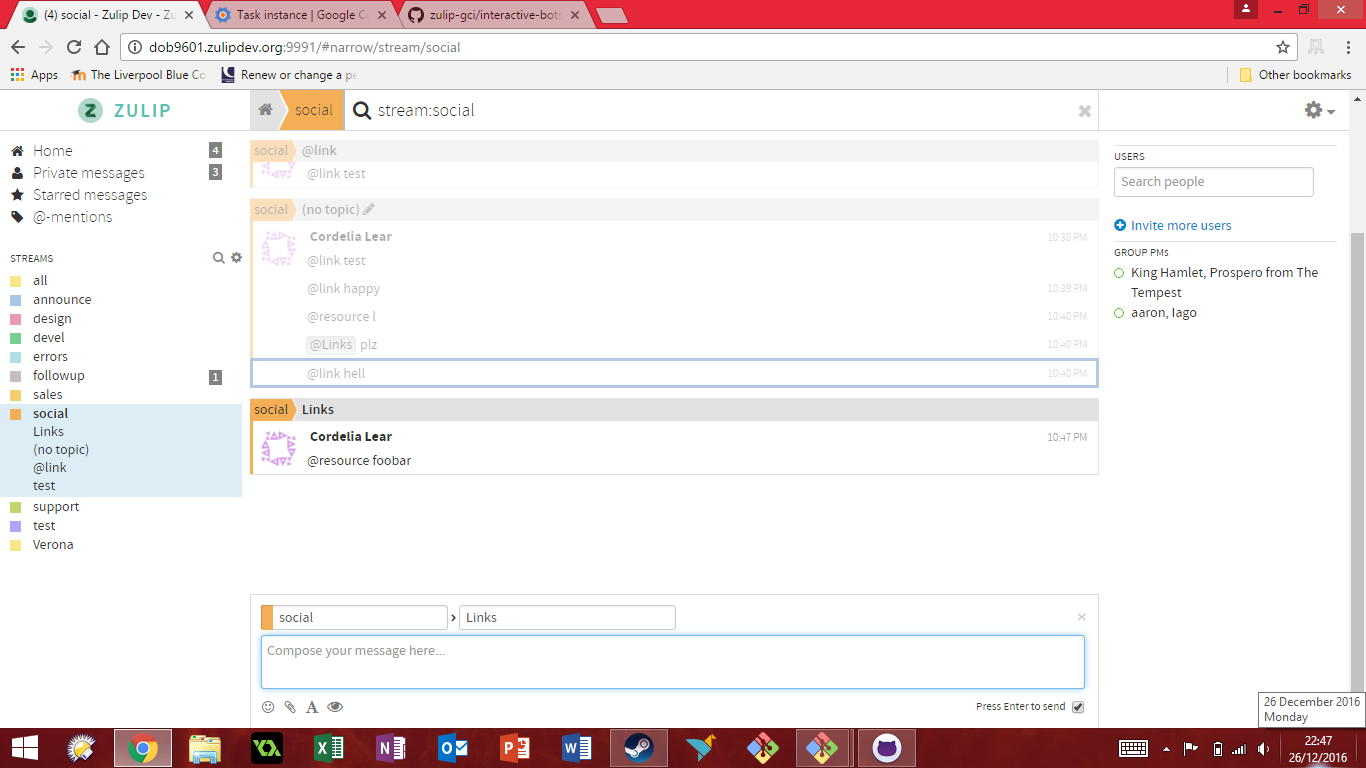 (4) social - Zulip Dev - Zu
Task instance | Google Co
zulip-gci/interactive-bots
dob9601.zulipdev.org:9991/#narrow/stream/social
Apps
The Liverpool Blue Co
Renew or change a pe
Other bookmarks
ZULIP
social
stream:social
Home
4
Private messages
3
Starred messages
@-mentions
STREAMS
all
announce
design
devel
errors
followup
1
sales
social
Links
(no topic)
@link
test
support
test
Verona
social
@link
@link test
social
(no topic)
Cordelia Lear
10:38 PM
@link test
@link happy
10:39 PM
@resource l
10:40 PM
@Links plz
10:40 PM
@link hell
10:40 PM
social
Links
Cordelia Lear
10:47 PM
@resource foobar
social
Links
Compose your message here...
Press Enter to send
USERS
Search people
Invite more users
GROUP PMs
King Hamlet, Prospero from The
Tempest
aaron, Iago
26 December 2016
Monday
22:47
26/12/2016